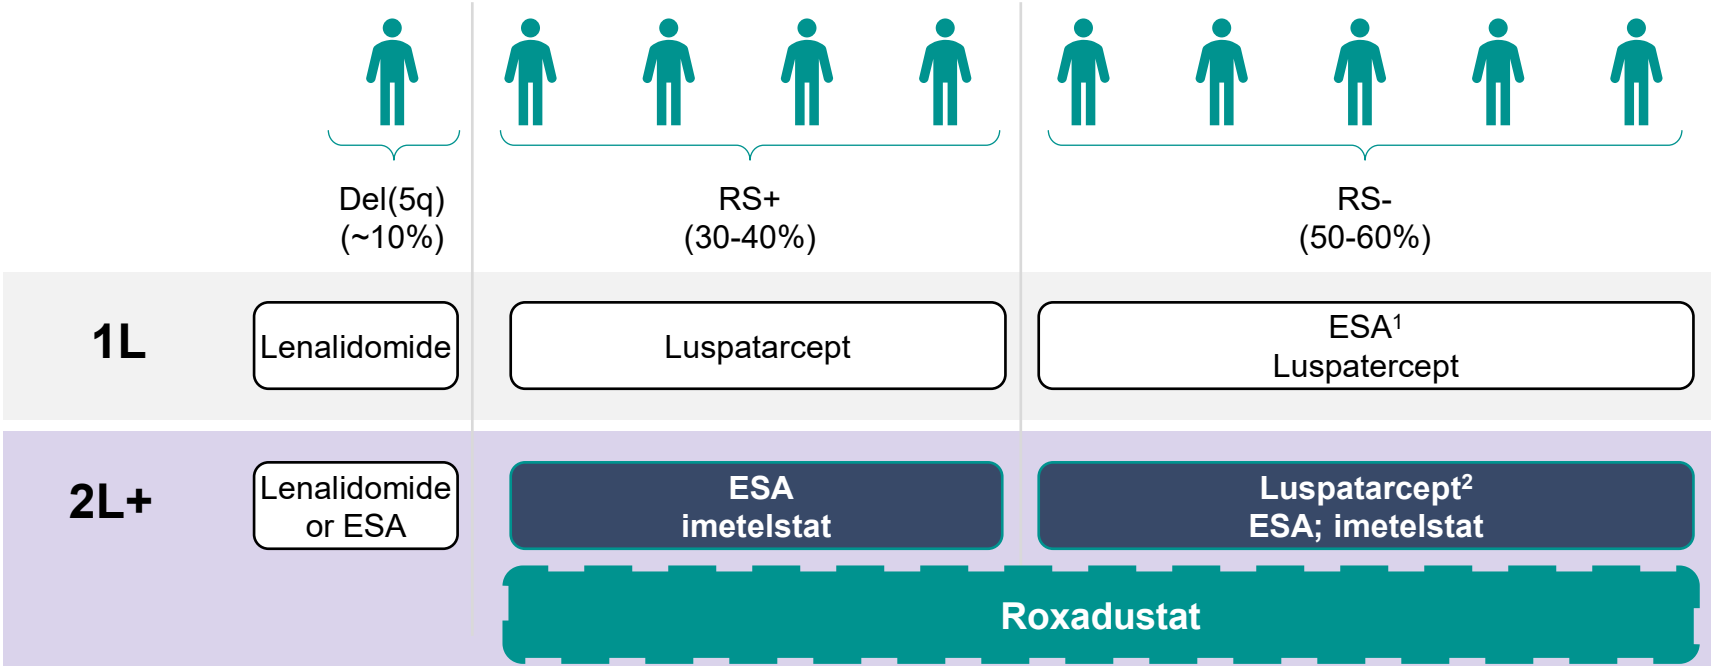 Del(5q)
(~10%)
RS+
(30-40%)
RS-
(50-60%)
1L
Lenalidomide
Luspatarcept
ESA¹
Luspatercept
2L+
Lenalidomide
or ESA
ESA
imetelstat
Luspatarcept²
ESA; imetelstat
Roxadustat